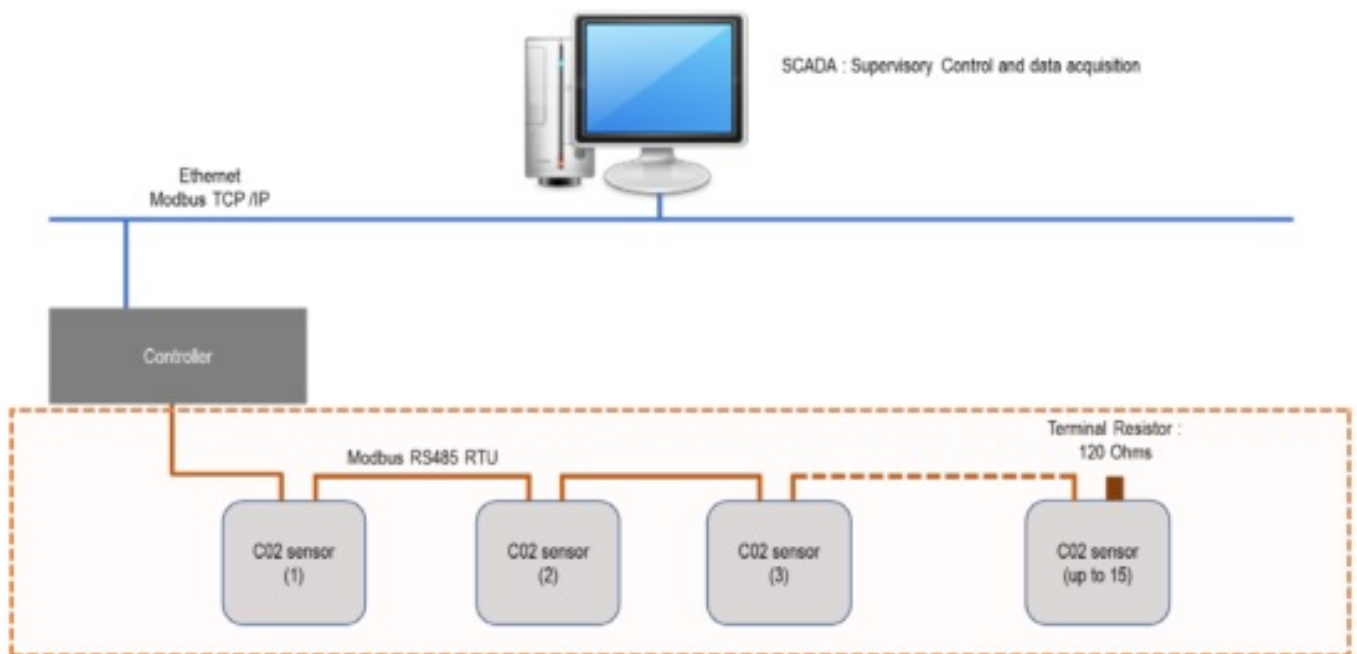 SCADA : Supervisory Control and data acquisition
Ethernet
Modbus TCP /IP
Controller
Terminal Resistor :
120 Ohms
Modbus RS485 RTU
C02 sensor
(1)
C02 sensor
(2)
C02 sensor
(3)
C02 sensor
(up to 15)